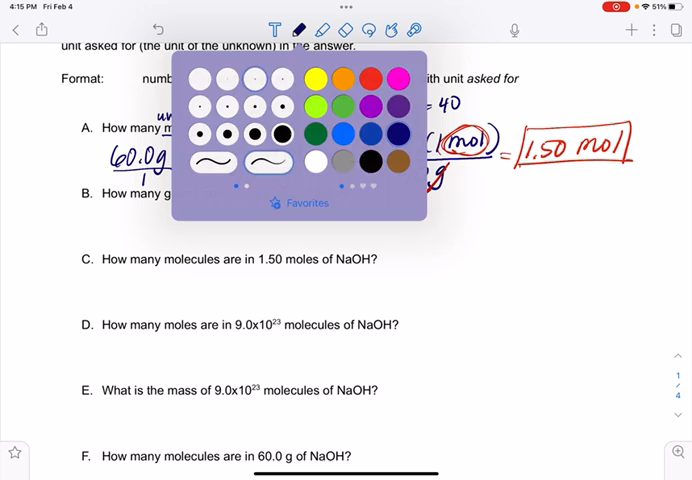 4:15 PM Fri Feb 4
51%
T
unit asked for (the unit of the unknown) in the answer.
Format: numb ith unit asked for
= 40
A. How many m
60.0g
1
(1 mol)
g
= 1.50 mol
B. How many g
Favorites
C. How many molecules are in 1.50 moles of NaOH?
D. How many moles are in 9.0x10²³ molecules of NaOH?
1
/
4
E. What is the mass of 9.0x10²³ molecules of NaOH?
F. How many molecules are in 60.0 g of NaOH?